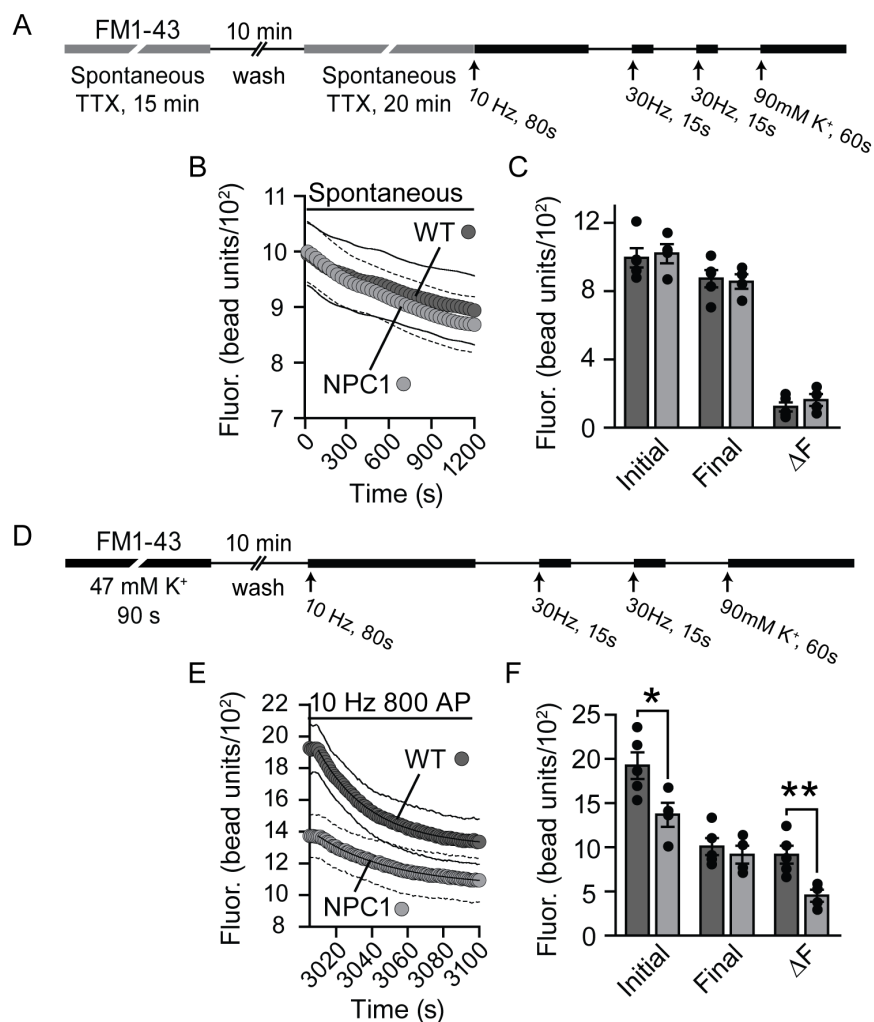 A
FM1-43
10 min
Spontaneous
TTX, 15 min
wash
Spontaneous
TTX, 20 min
10 Hz, 80s
30Hz, 15s
30Hz, 15s
90mM K⁺, 60s
B
Fluor. (bead units/10²)
11
10
9
8
7
Spontaneous
WT
NPC1
0
300
600
900
1200
Time (s)
C
Fluor. (bead units/10²)
12
8
4
0
Initial
Final
ΔF
D
FM1-43
10 min
47 mM K⁺
90 s
wash
10 Hz, 80s
30Hz, 15s
30Hz, 15s
90mM K⁺, 60s
E
Fluor. (bead units/10²)
22
20
18
16
14
12
10
8
10 Hz 800 AP
WT
NPC1
3020
3040
3060
3080
3100
Time (s)
F
Fluor. (bead units/10²)
25
20
15
10
5
0
*
**
Initial
Final
ΔF